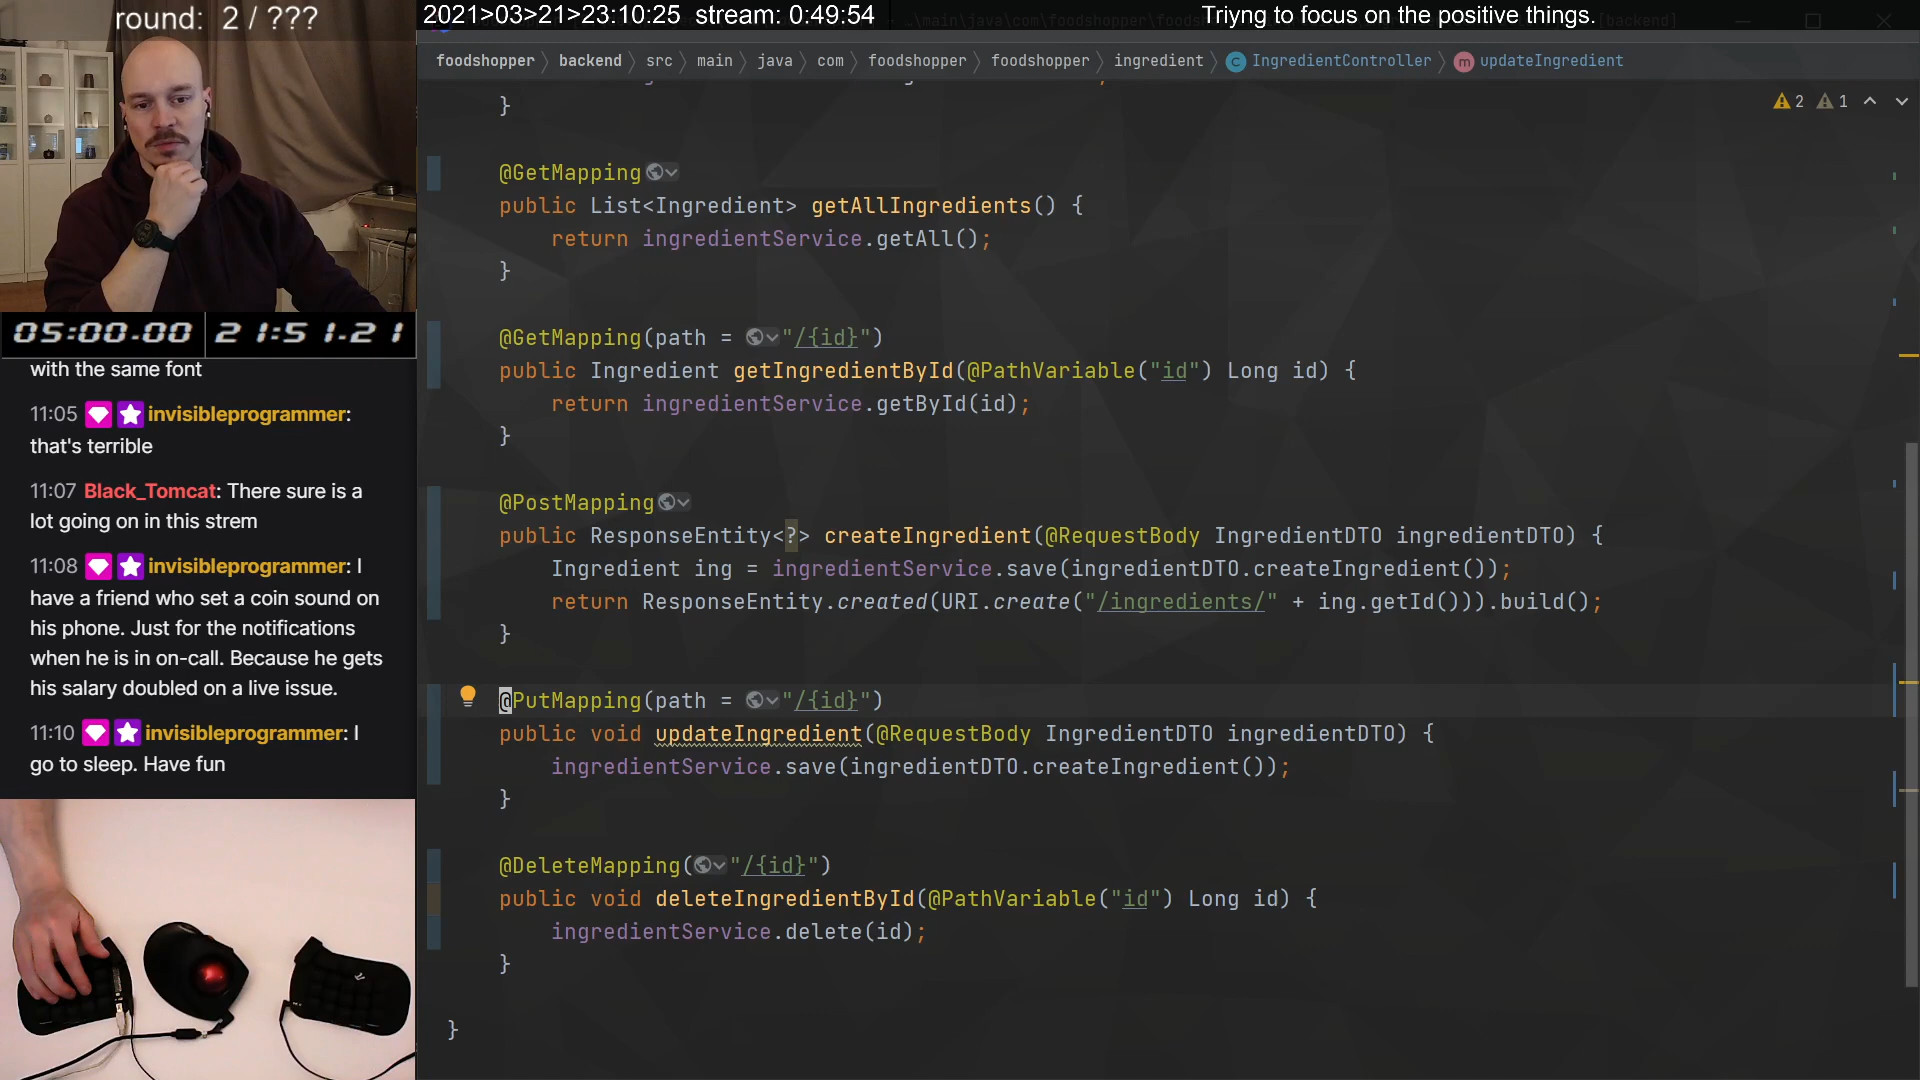 round: 2 / ???
2021>03>21>23:10:25 stream: 0:49:54
Triyng to focus on the positive things.
foodshopper backend src main java com foodshopper foodshopper ingredient IngredientController updateIngredient
2 1
05:00.00 21:51.21
with the same font
11:05 invisibleprogrammer:
that's terrible
11:07 Black_Tomcat: There sure is a
lot going on in this strem
11:08 invisibleprogrammer: I
have a friend who set a coin sound on
his phone. Just for the notifications
when he is in on-call. Because he gets
his salary doubled on a live issue.
11:10 invisibleprogrammer: I
go to sleep. Have fun
}
@GetMapping
public List<Ingredient> getAllIngredients() {
return ingredientService.getAll();
}
@GetMapping(path = "/{id}")
public Ingredient getIngredientById(@PathVariable("id") Long id) {
return ingredientService.getById(id);
}
@PostMapping
public ResponseEntity<?> createIngredient(@RequestBody IngredientDTO ingredientDTO) {
Ingredient ing = ingredientService.save(ingredientDTO.createIngredient());
return ResponseEntity.created(URI.create("/ingredients/" + ing.getId())).build();
}
@PutMapping(path = "/{id}")
public void updateIngredient(@RequestBody IngredientDTO ingredientDTO) {
ingredientService.save(ingredientDTO.createIngredient());
}
@DeleteMapping("/{id}")
public void deleteIngredientById(@PathVariable("id") Long id) {
ingredientService.delete(id);
}
}